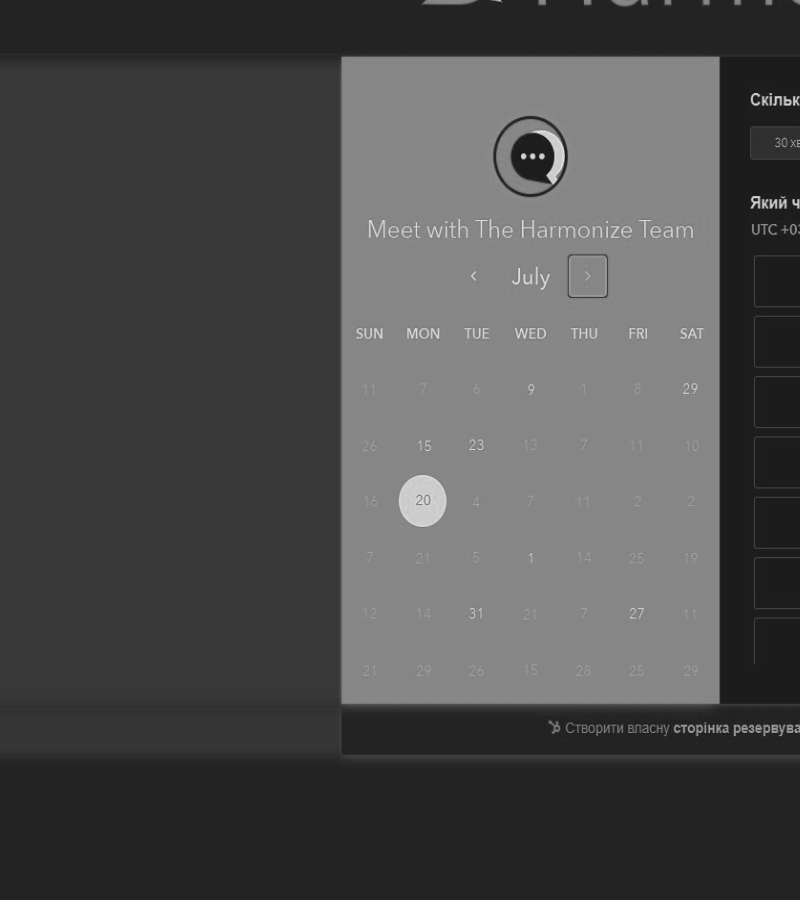 Meet with The Harmonize Team
July
SUN MON TUE WED THU FRI SAT
11 7 6 9 1 8 29
26 15 23 13 7 11 10
16 20 4 7 11 2 2
7 21 5 1 14 25 19
12 14 31 21 7 27 11
21 29 26 15 28 25 29
Скільк
30 хв
Який ч
UTC +03
Створити власну сторінка резервува